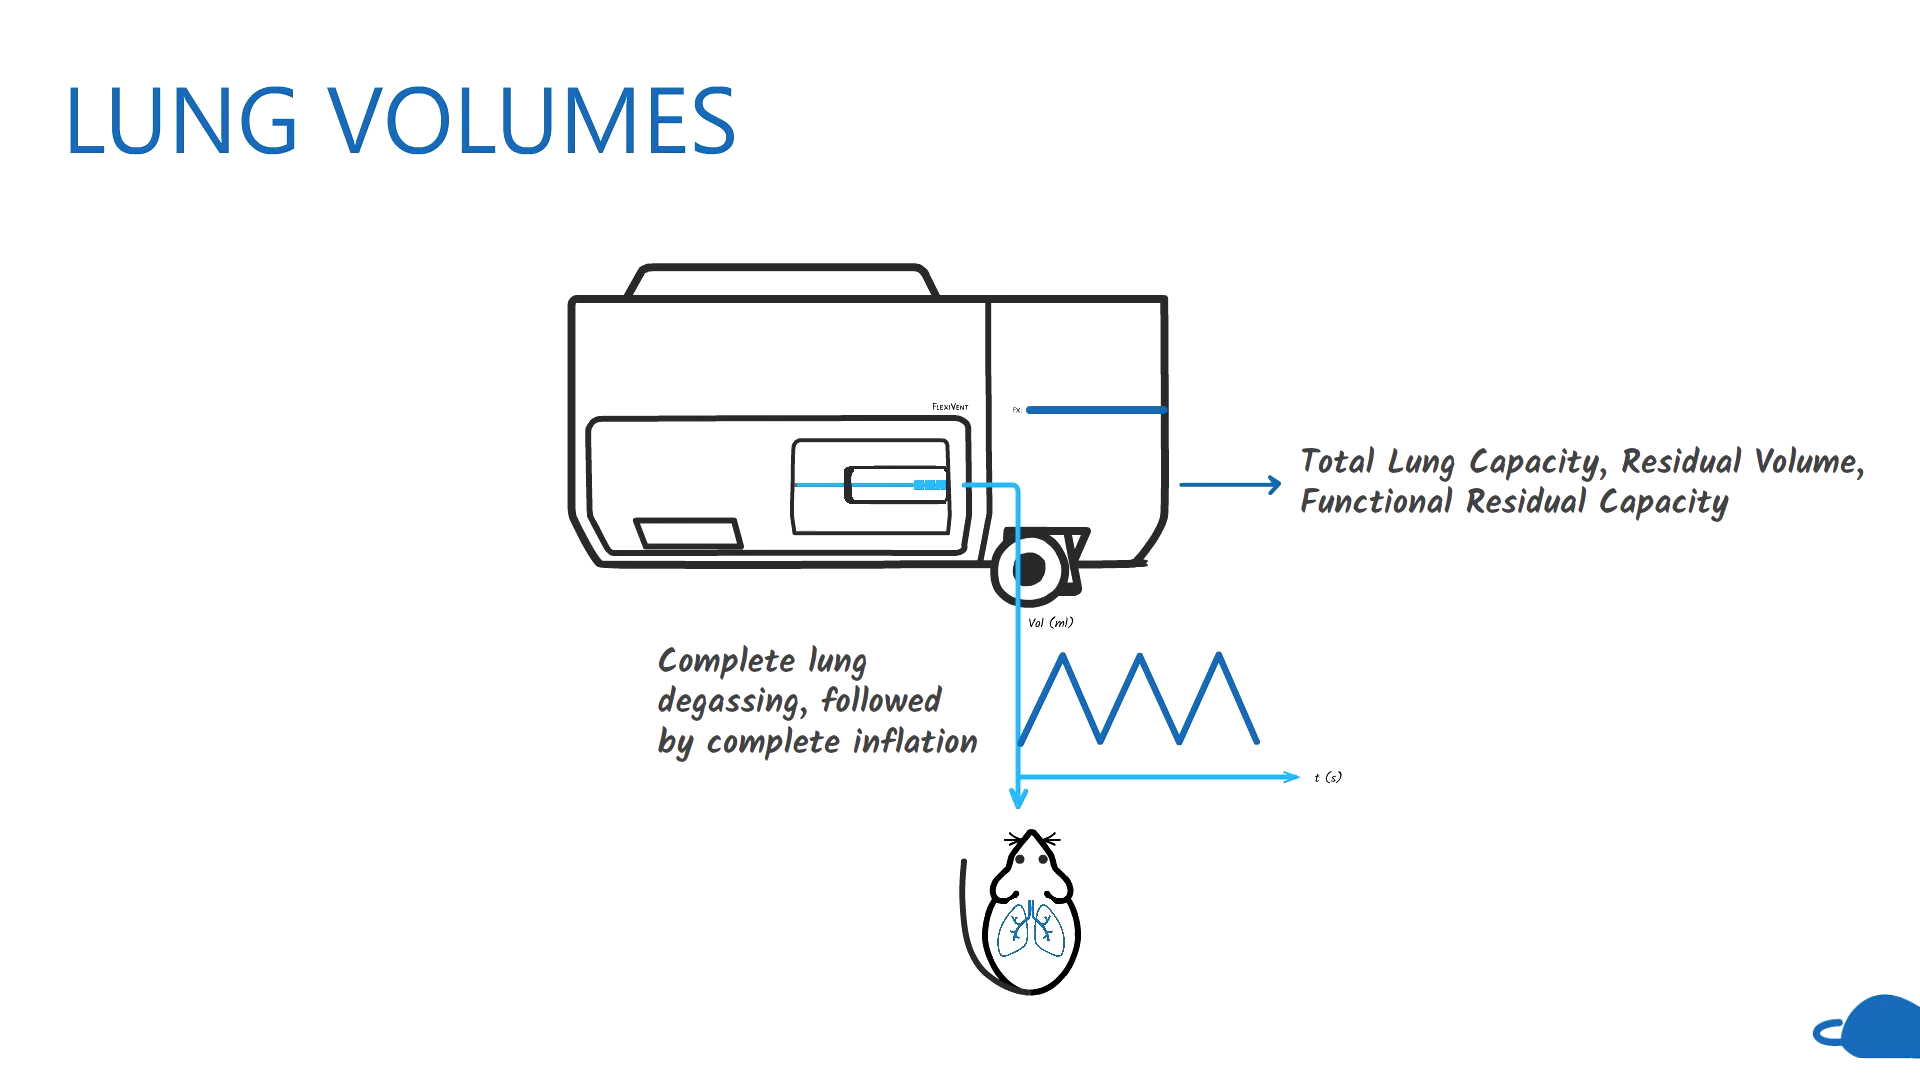 LUNG VOLUMES
FLEXIVENT
FX:
Total Lung Capacity, Residual Volume,
Functional Residual Capacity
Vol (ml)
Complete lung
degassing, followed
by complete inflation
t (s)